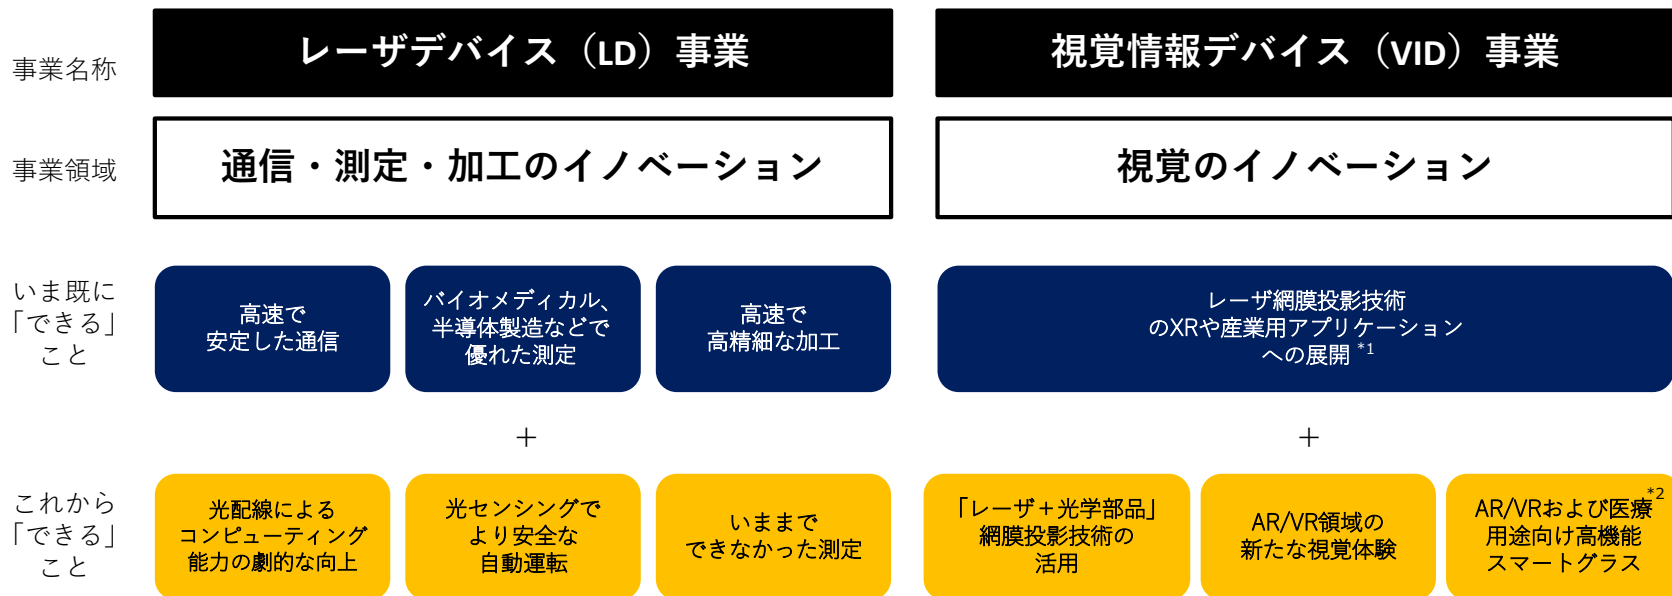 事業名称
レーザデバイス（LD）事業
視覚情報デバイス（VID）事業
事業領域
通信・測定・加工のイノベーション
視覚のイノベーション
いま既に
「できる」
こと
高速で
安定した通信
バイオメディカル、
半導体製造などで
優れた測定
高速で
高精細な加工
レーザ網膜投影技術
のXRや産業用アプリケーション
への展開 *1
+
+
これから
「できる」
こと
光配線による
コンピューティング
能力の劇的な向上
光センシングで
より安全な
自動運転
いままで
できなかった測定
「レーザ+光学部品」
網膜投影技術の
活用
AR/VR領域の
新たな視覚体験
AR/VRおよび医療*2
用途向け高機能
スマートグラス